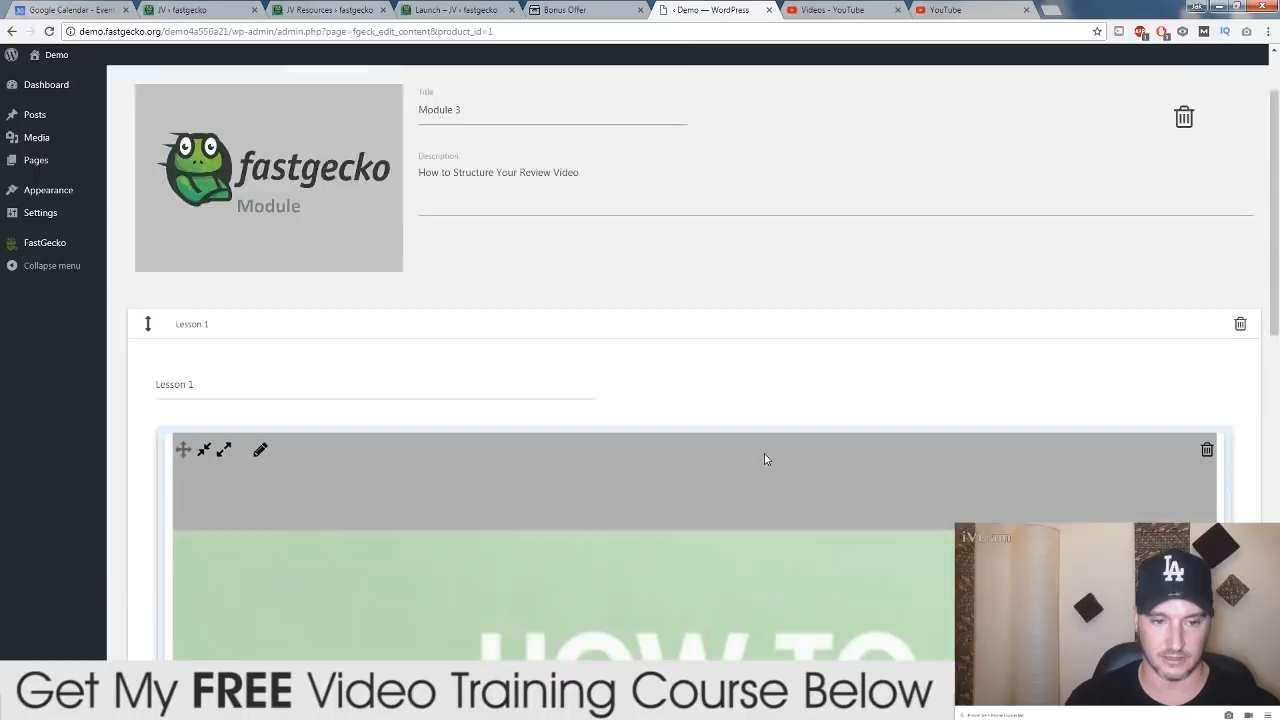 Google Calendar - Event
JV › fastgecko
JV Resources › fastgecko
Launch – JV › fastgecko
Bonus Offer
‹ Demo — WordPress
Videos - YouTube
YouTube
Jak
demo.fastgecko.org/demo4a556a21/wp-admin/admin.php?page=fgeck_edit_content&product_id=1
Demo
Dashboard
Posts
Media
Pages
Appearance
Settings
FastGecko
Collapse menu
fastgecko
Module
Title
Module 3
Description
How to Structure Your Review Video
Lesson 1
Lesson 1
HOW TO
iVCam
Get My FREE Video Training Course Below